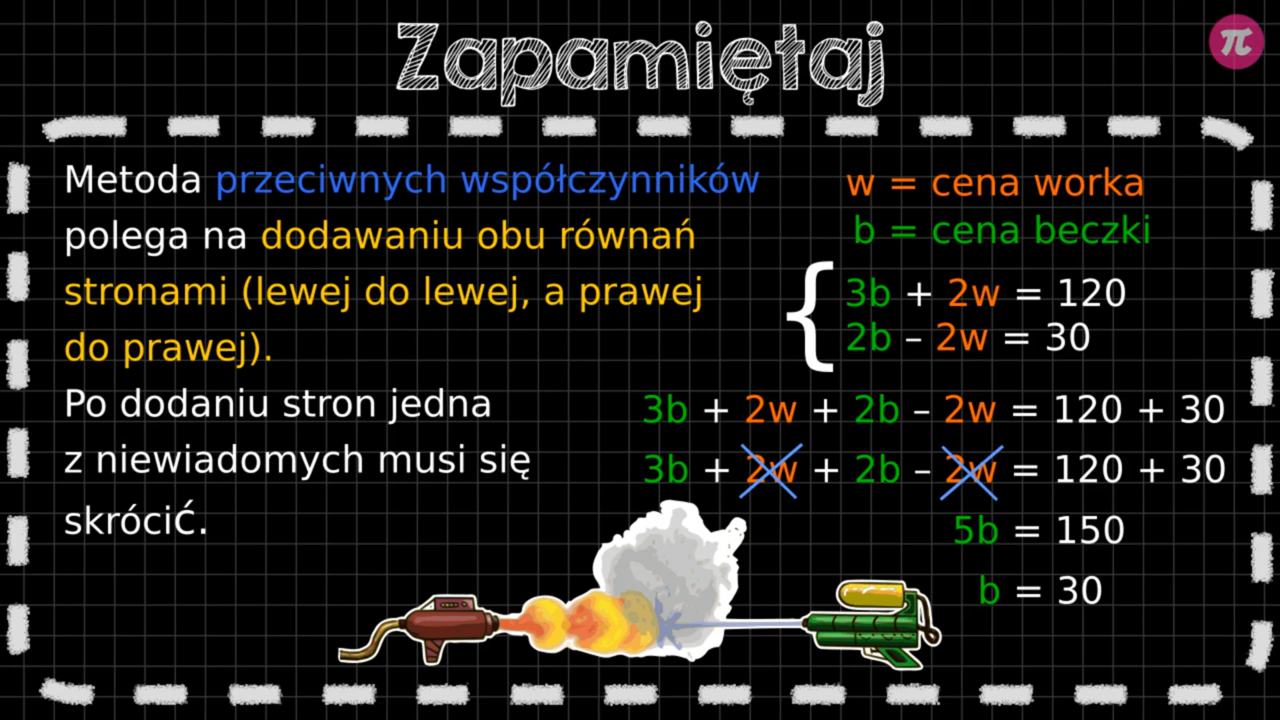 Zapamiętaj
π
Metoda przeciwnych współczynników
polega na dodawaniu obu równań
stronami (lewej do lewej, a prawej
do prawej).
Po dodaniu stron jedna
z niewiadomych musi się
skrócić.
w = cena worka
b = cena beczki
{
3b + 2w = 120
2b – 2w = 30
3b + 2w + 2b – 2w = 120 + 30
3b + 2w + 2b – 2w = 120 + 30
5b = 150
b = 30